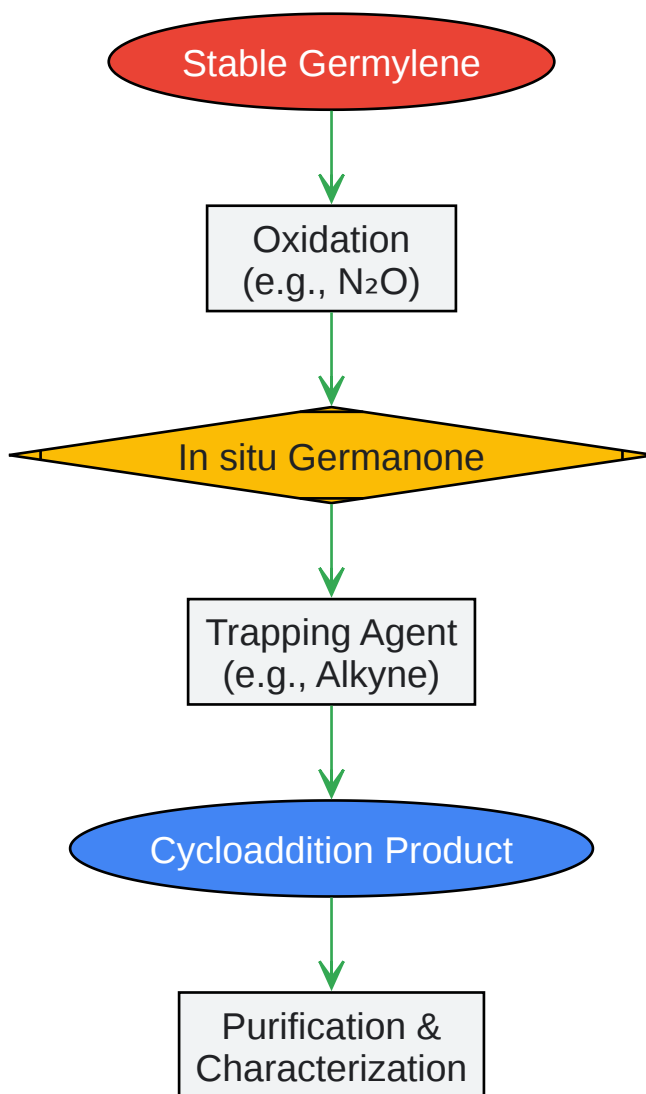 Stable Germylene
Oxidation
(e.g., N₂O)
In situ Germanone
Trapping Agent
(e.g., Alkyne)
Cycloaddition Product
Purification &
Characterization